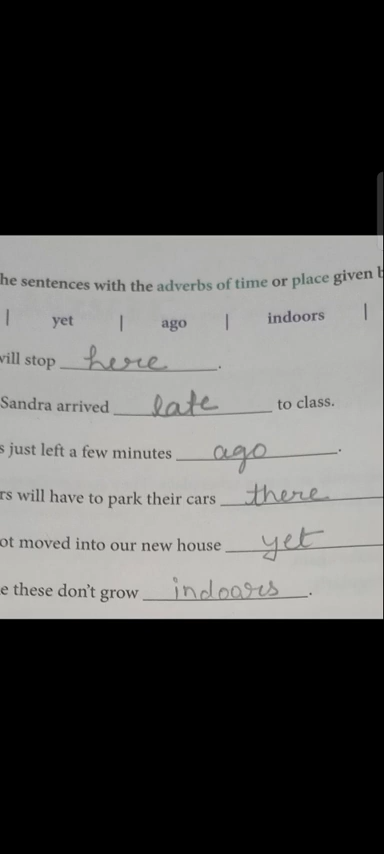 he sentences with the adverbs of time or place given b
| yet | ago | indoors |
vill stop here.
Sandra arrived late to class.
s just left a few minutes ago.
rs will have to park their cars there
ot moved into our new house yet
e these don't grow indoors.